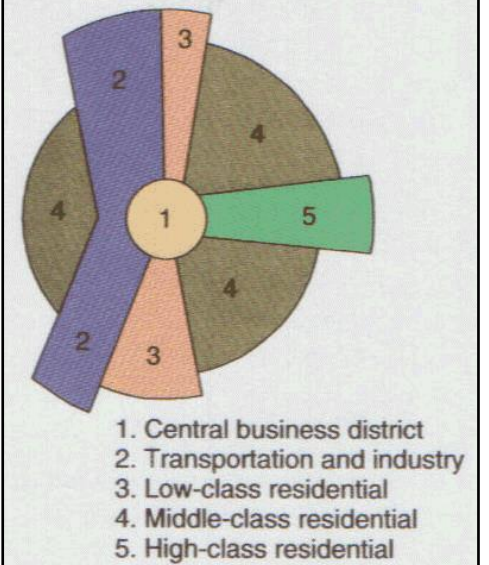 3
2
4
4
1
5
4
2
3
1. Central business district
2. Transportation and industry
3. Low-class residential
4. Middle-class residential
5. High-class residential